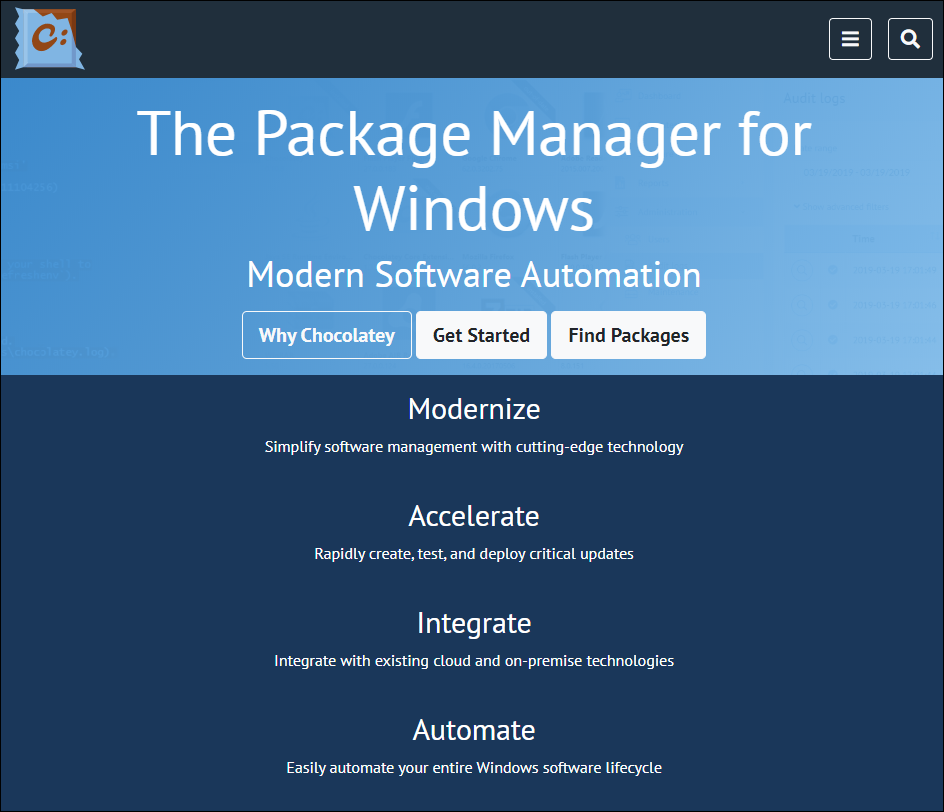 C:
Audit logs
The Package Manager for
Windows
Modern Software Automation
Why Chocolatey
Get Started
Find Packages
Modernize
Simplify software management with cutting-edge technology
Accelerate
Rapidly create, test, and deploy critical updates
Integrate
Integrate with existing cloud and on-premise technologies
Automate
Easily automate your entire Windows software lifecycle